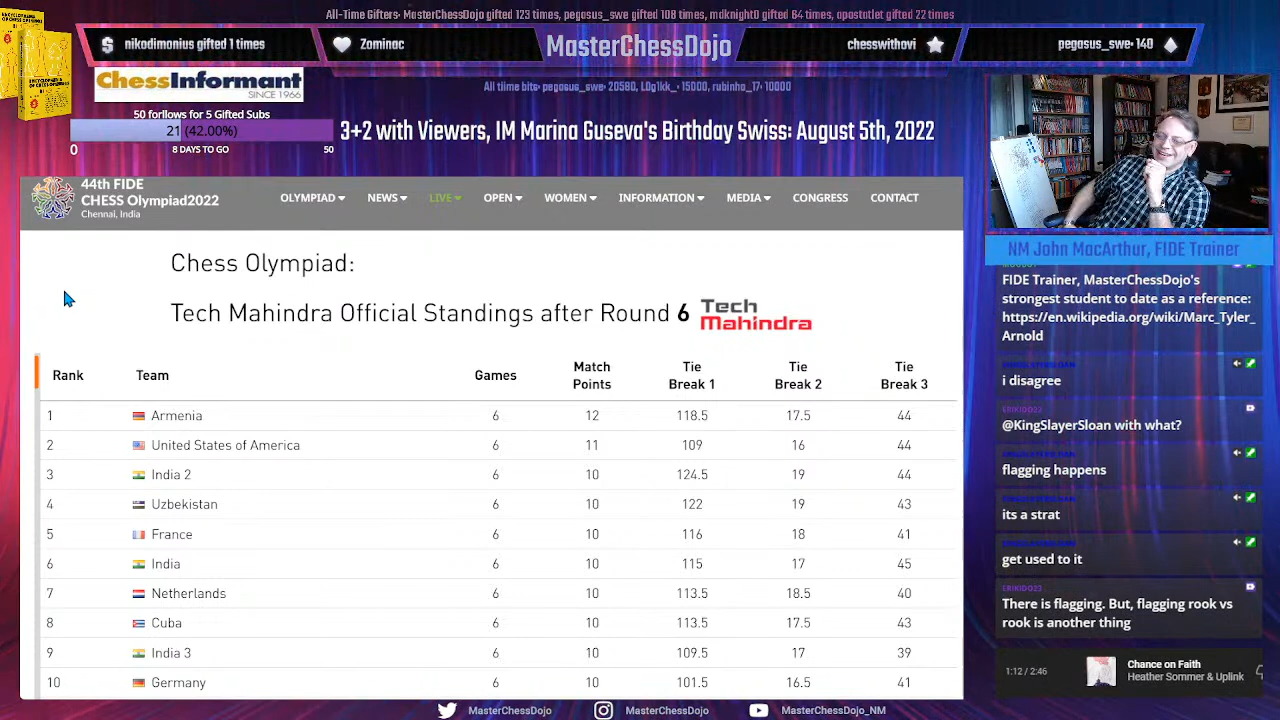 All-Time Gifters• MasterChessDojo gifted 123 times, pegasus_swe gifted 108 times, mdknight0 gifted 84 times, apostatlet gifted 22 times
nikodimonius gifted 1 times
Zominac
MasterChessDojo
chesswithavi
pegasus_swe• 140
ChessInformant
SINCE 1966
All tiime bits• pegasus_swe• 20580, L0g1kk_• 15000, rubinho_17• 10000
50 forllows for 5 Gifted Subs
21 (42.00%)
0 8 DAYS TO GO 50
3+2 with Viewers, IM Marina Guseva's Birthday Swiss: August 5th, 2022
44th FIDE
CHESS Olympiad2022
Chennai, India
OLYMPIAD NEWS LIVE OPEN WOMEN INFORMATION MEDIA CONGRESS CONTACT
Chess Olympiad:
Tech Mahindra Official Standings after Round 6 Tech Mahindra
Rank Team Games Match Points Tie Break 1 Tie Break 2 Tie Break 3
1 Armenia 6 12 118.5 17.5 44
2 United States of America 6 11 109 16 44
3 India 2 6 10 124.5 19 44
4 Uzbekistan 6 10 122 19 43
5 France 6 10 116 18 41
6 India 6 10 115 17 45
7 Netherlands 6 10 113.5 18.5 40
8 Cuba 6 10 113.5 17.5 43
9 India 3 6 10 109.5 17 39
10 Germany 6 10 101.5 16.5 41
NM John MacArthur, FIDE Trainer
FIDE Trainer, MasterChessDojo's
strongest student to date as a reference:
https://en.wikipedia.org/wiki/Marc_Tyler_
Arnold
i disagree
ERIKIDO23
@KingSlayerSloan with what?
flagging happens
its a strat
get used to it
ERIKIDO23
There is flagging. But, flagging rook vs
rook is another thing
1:12 / 2:46
Chance on Faith
Heather Sommer & Uplink
MasterChessDojo
MasterChessDojo
MasterChessDojo_NM